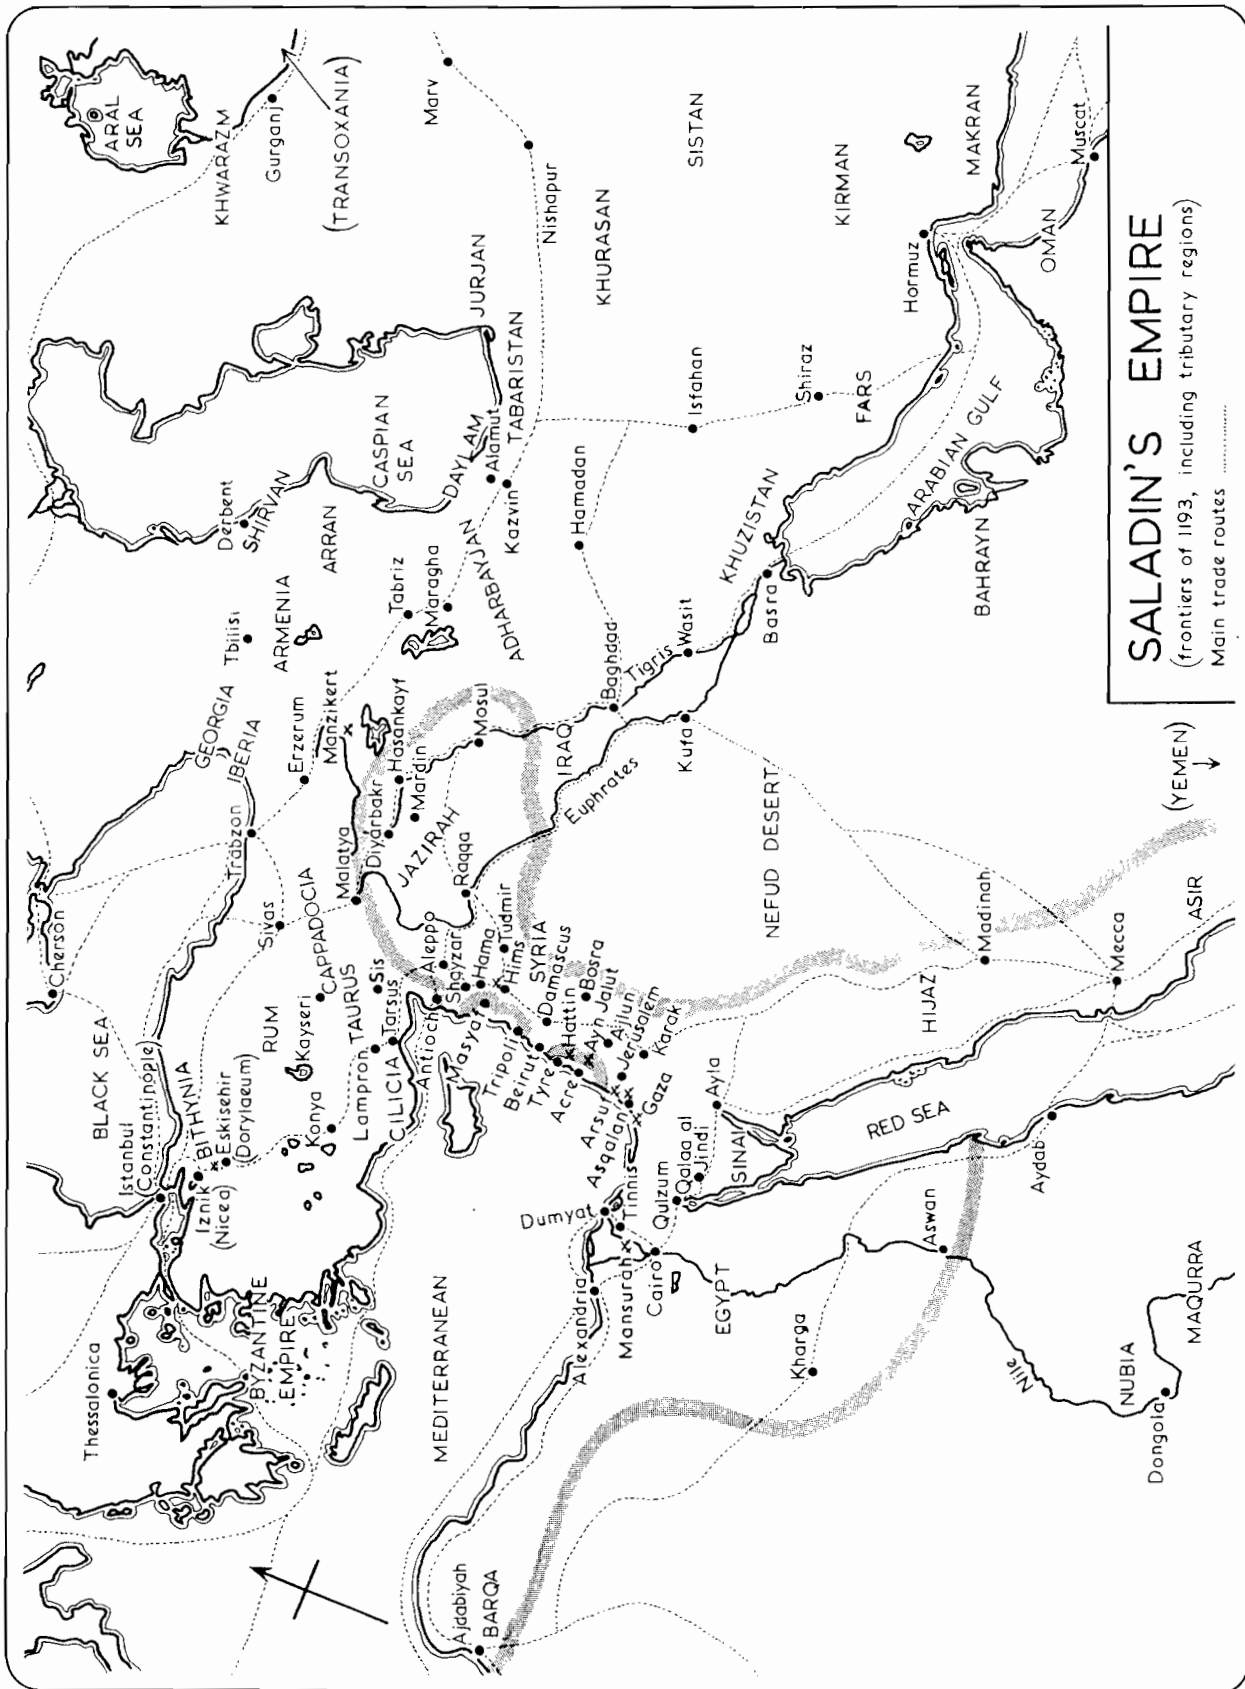 SALADIN'S EMPIRE
(frontiers of 1193, including tributary regions)
Main trade routes
ARAL
SEA
KHWARAZM
Gurganj
(TRANSOXANIA)
Marv
Nishapur
SISTAN
KHURASAN
KIRMAN
MAKRAN
Muscat
OMAN
Hormuz
JURJAN
TABARISTAN
CASPIAN
SEA
DAYLAM
Alamut
Kazvin
Isfahan
Shiraz
FARS
ARABIAN GULF
BAHRAYN
KHUZISTAN
Basra
Hamadan
Derbent
SHIRVAN
ARRAN
ARMENIA
Tbilisi
Tabriz
Maragha
ADHARBAYJAN
GEORGIA
IBERIA
Erzerum
Manzikert
Hasankayf
Mardin
Mosul
Baghdad
Tigris
Wasit
IRAQ
Euphrates
Kufa
NEFUD DESERT
(YEMEN)
Trabzon
Malatya
Diyarbakr
JAZIRAH
Raqqa
Cherson
Sivas
CAPPADOCIA
RUM
Kayseri
TAURUS
Sis
Tarsus
Lampron
CILICIA
Antioch
Aleppo
Shayzar
Hama
Hims
Tudmir
SYRIA
Masyaf
Damascus
Tripoli
Beirut
Tyre
Acre
Hattin
Ayn Jalut
Bosra
Ajlun
Jerusalem
Karak
Arsuf
Asqalan
Gaza
Ayla
HIJAZ
Madinah
Mecca
ASIR
RED SEA
BLACK SEA
Istanbul
(Constantinople)
BITHYNIA
Eskisehir
(Dorylaeum)
Iznik
(Nicea)
Konya
Thessalonica
BYZANTINE
EMPIRE
MEDITERRANEAN
Dumyat
Tinnis
Alexandria
Mansurah
Cairo
Qulzum
Qalaa al
Jindi
SINAI
EGYPT
Kharga
Aswan
Aydab
Nile
NUBIA
MAQURRA
Dongola
Ajdabiyah
BARQA